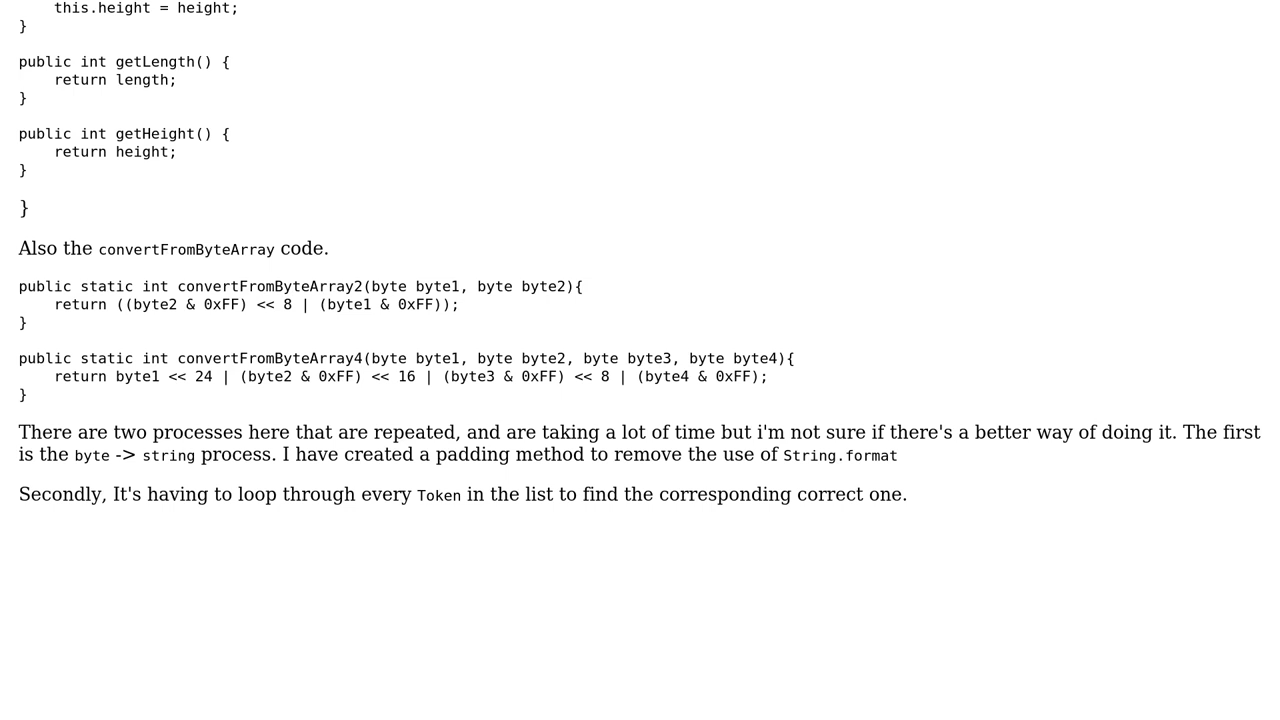 this.height = height;
}
public int getLength() {
    return length;
}
public int getHeight() {
    return height;
}
}
Also the convertFromByteArray code.
public static int convertFromByteArray2(byte byte1, byte byte2){
    return ((byte2 & 0xFF) << 8 | (byte1 & 0xFF));
}
public static int convertFromByteArray4(byte byte1, byte byte2, byte byte3, byte byte4){
    return byte1 << 24 | (byte2 & 0xFF) << 16 | (byte3 & 0xFF) << 8 | (byte4 & 0xFF);
}
There are two processes here that are repeated, and are taking a lot of time but i'm not sure if there's a better way of doing it. The first
is the byte -> string process. I have created a padding method to remove the use of String.format
Secondly, It's having to loop through every Token in the list to find the corresponding correct one.